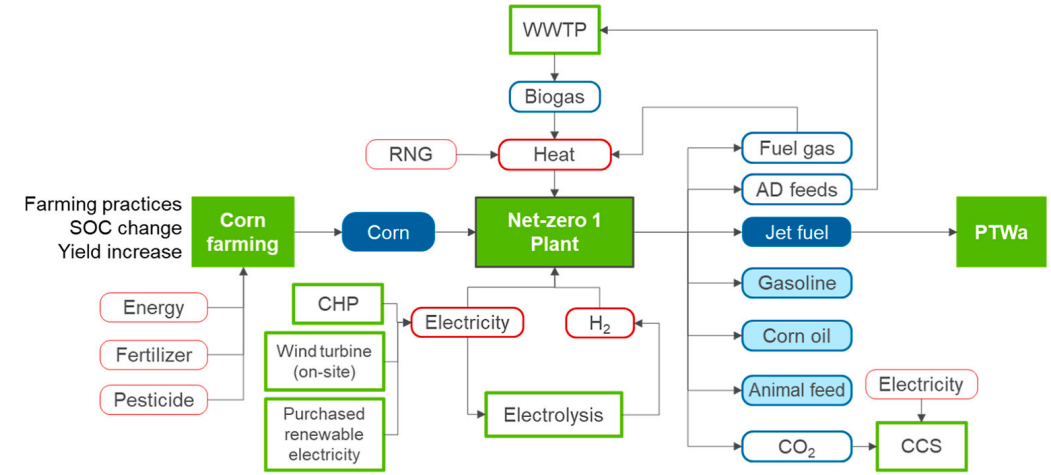 WWTP
Biogas
RNG
Heat
Fuel gas
AD feeds
Farming practices
SOC change
Yield increase
Corn
farming
Corn
Net-zero 1
Plant
Jet fuel
PTWa
Energy
Fertilizer
Pesticide
CHP
Wind turbine
(on-site)
Purchased
renewable
electricity
Electricity
H₂
Electrolysis
Gasoline
Corn oil
Animal feed
CO₂
Electricity
CCS